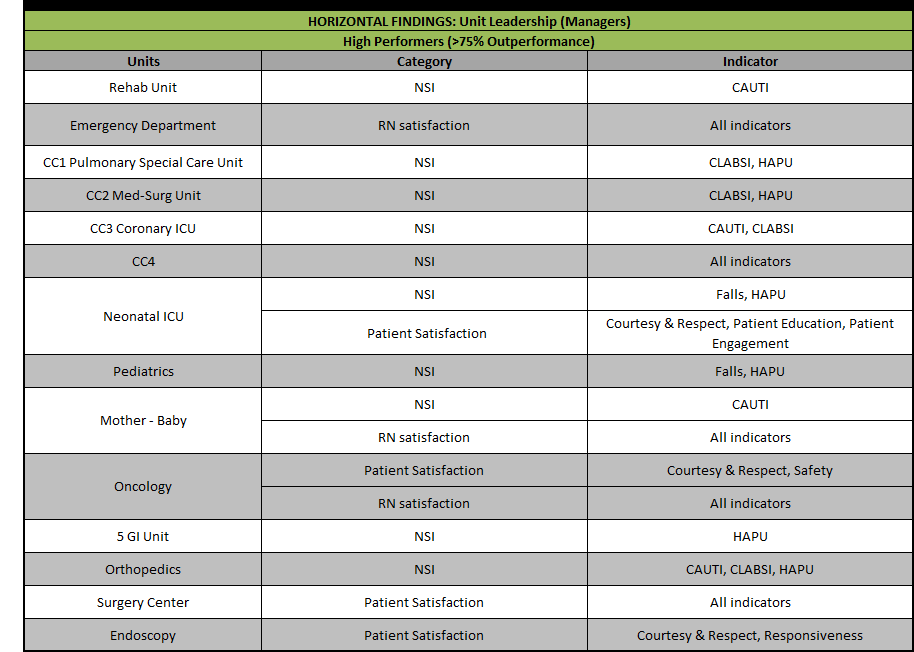 HORIZONTAL FINDINGS: Unit Leadership (Managers)
High Performers (>75% Outperformance)
Units Category Indicator
Rehab Unit NSI CAUTI
Emergency Department RN satisfaction All indicators
CC1 Pulmonary Special Care Unit NSI CLABSI, HAPU
CC2 Med-Surg Unit NSI CLABSI, HAPU
CC3 Coronary ICU NSI CAUTI, CLABSI
CC4 NSI All indicators
Neonatal ICU
NSI Falls, HAPU
Patient Satisfaction
Courtesy & Respect, Patient Education, Patient
Engagement
Pediatrics NSI Falls, HAPU
Mother - Baby
NSI CAUTI
RN satisfaction All indicators
Oncology
Patient Satisfaction Courtesy & Respect, Safety
RN satisfaction All indicators
5 GI Unit NSI HAPU
Orthopedics NSI CAUTI, CLABSI, HAPU
Surgery Center Patient Satisfaction All indicators
Endoscopy Patient Satisfaction Courtesy & Respect, Responsiveness